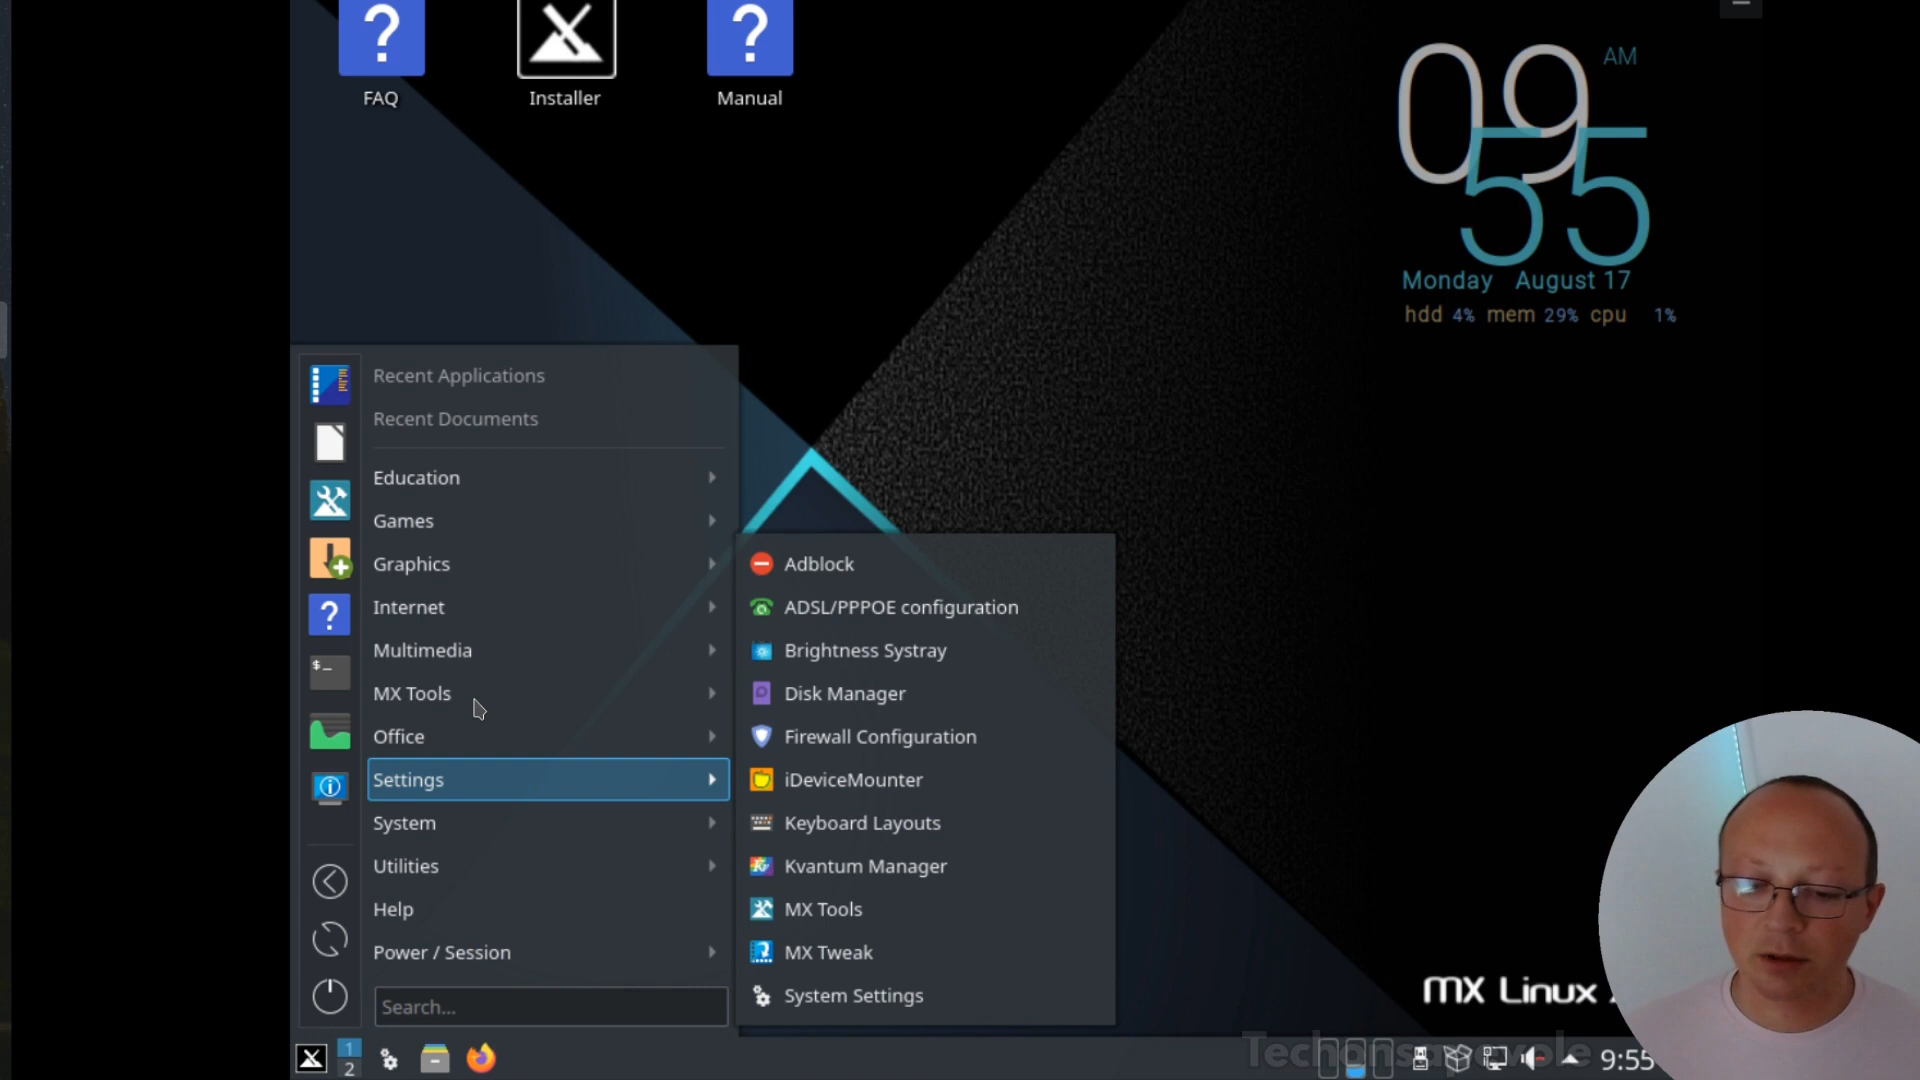 FAQ
Installer
Manual
09 AM
55
Monday August 17
hdd 4% mem 29% cpu 1%
Recent Applications
Recent Documents
Education
Games
Graphics
Internet
Multimedia
MX Tools
Office
Settings
System
Utilities
Help
Power / Session
Search...
Adblock
ADSL/PPPOE configuration
Brightness Systray
Disk Manager
Firewall Configuration
iDeviceMounter
Keyboard Layouts
Kvantum Manager
MX Tools
MX Tweak
System Settings
MX Linux
1
2
9:55